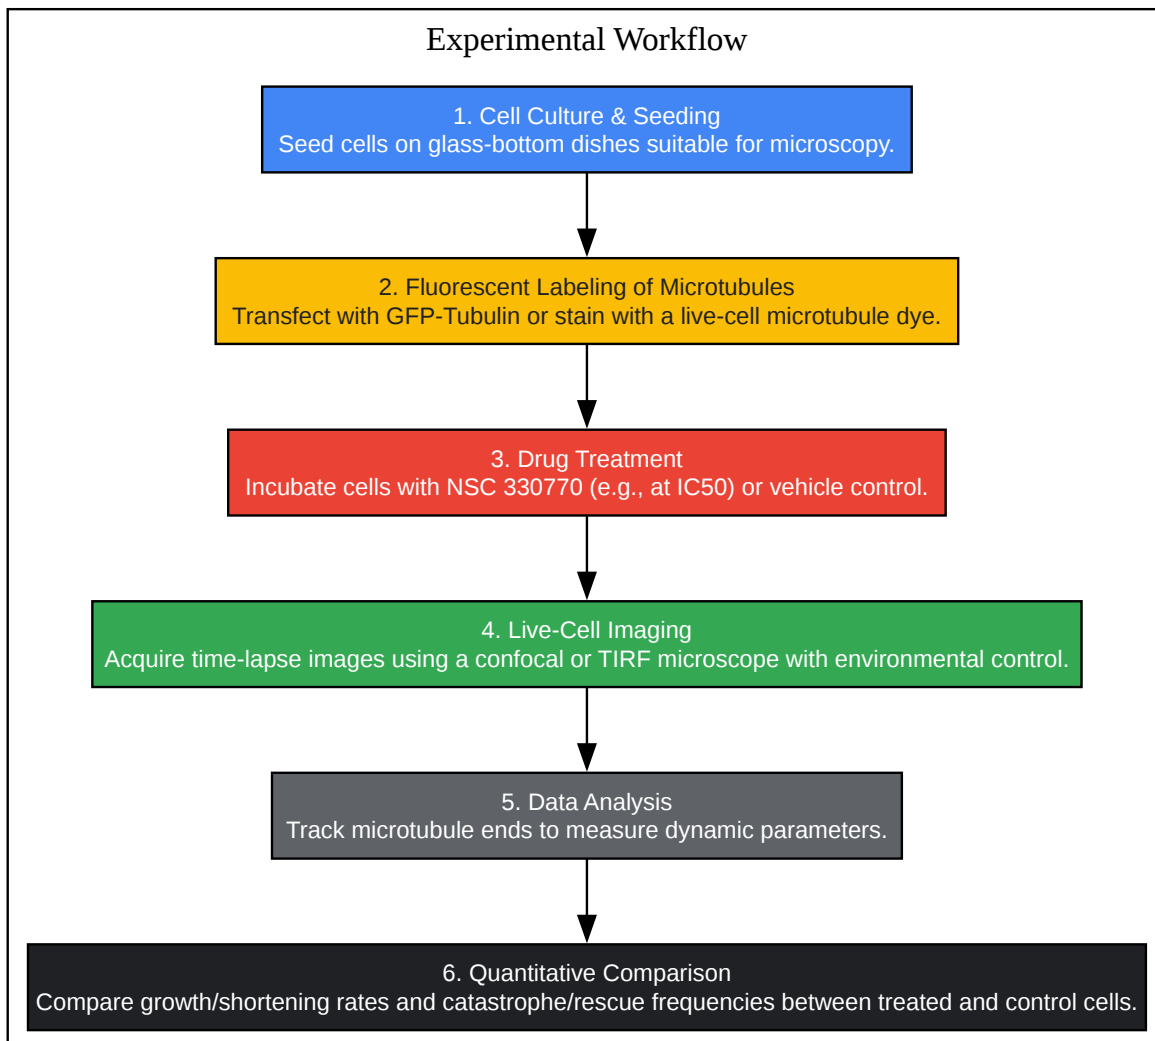 Experimental Workflow
1. Cell Culture & Seeding
Seed cells on glass-bottom dishes suitable for microscopy.
2. Fluorescent Labeling of Microtubules
Transfect with GFP-Tubulin or stain with a live-cell microtubule dye.
3. Drug Treatment
Incubate cells with NSC 330770 (e.g., at IC50) or vehicle control.
4. Live-Cell Imaging
Acquire time-lapse images using a confocal or TIRF microscope with environmental control.
5. Data Analysis
Track microtubule ends to measure dynamic parameters.
6. Quantitative Comparison
Compare growth/shortening rates and catastrophe/rescue frequencies between treated and control cells.